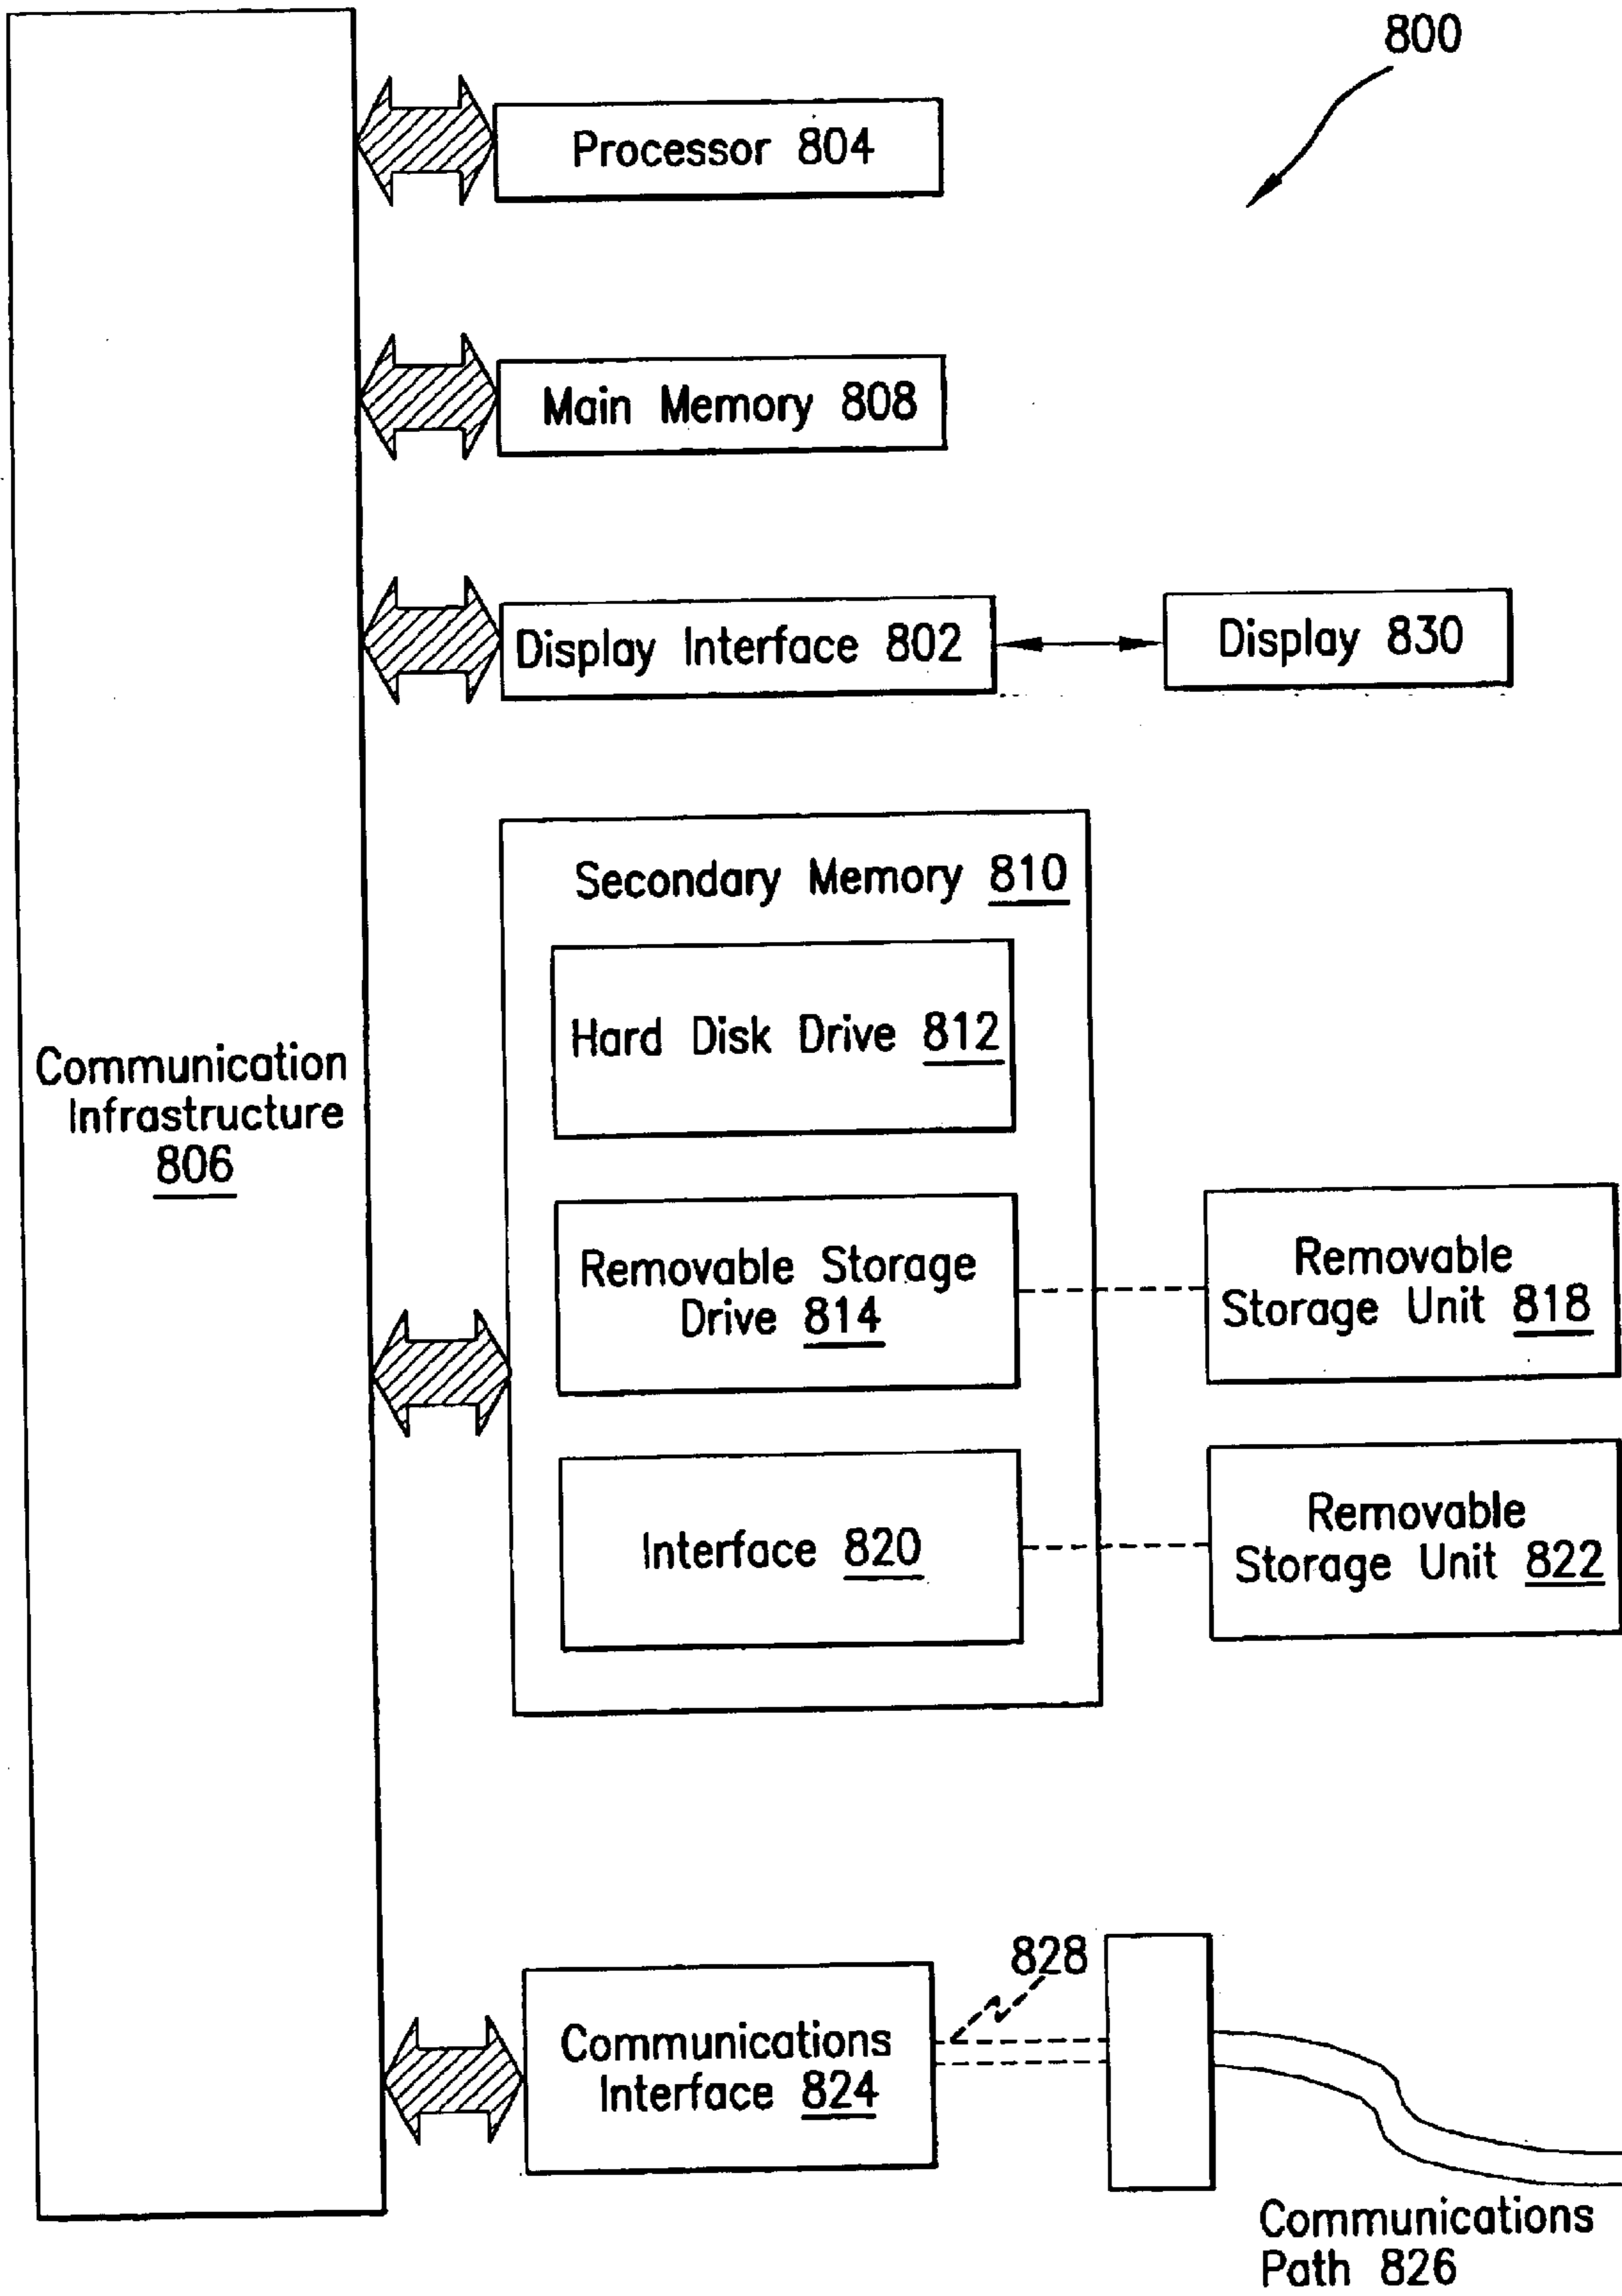 800
Processor 804
Main Memory 808
Display Interface 802
Display 830
Secondary Memory 810
Hard Disk Drive 812
Communication
Infrastructure
806
Removable Storage
Drive 814
Removable
Storage Unit 818
Interface 820
Removable
Storage Unit 822
828
Communications
Interface 824
Communications
Path 826